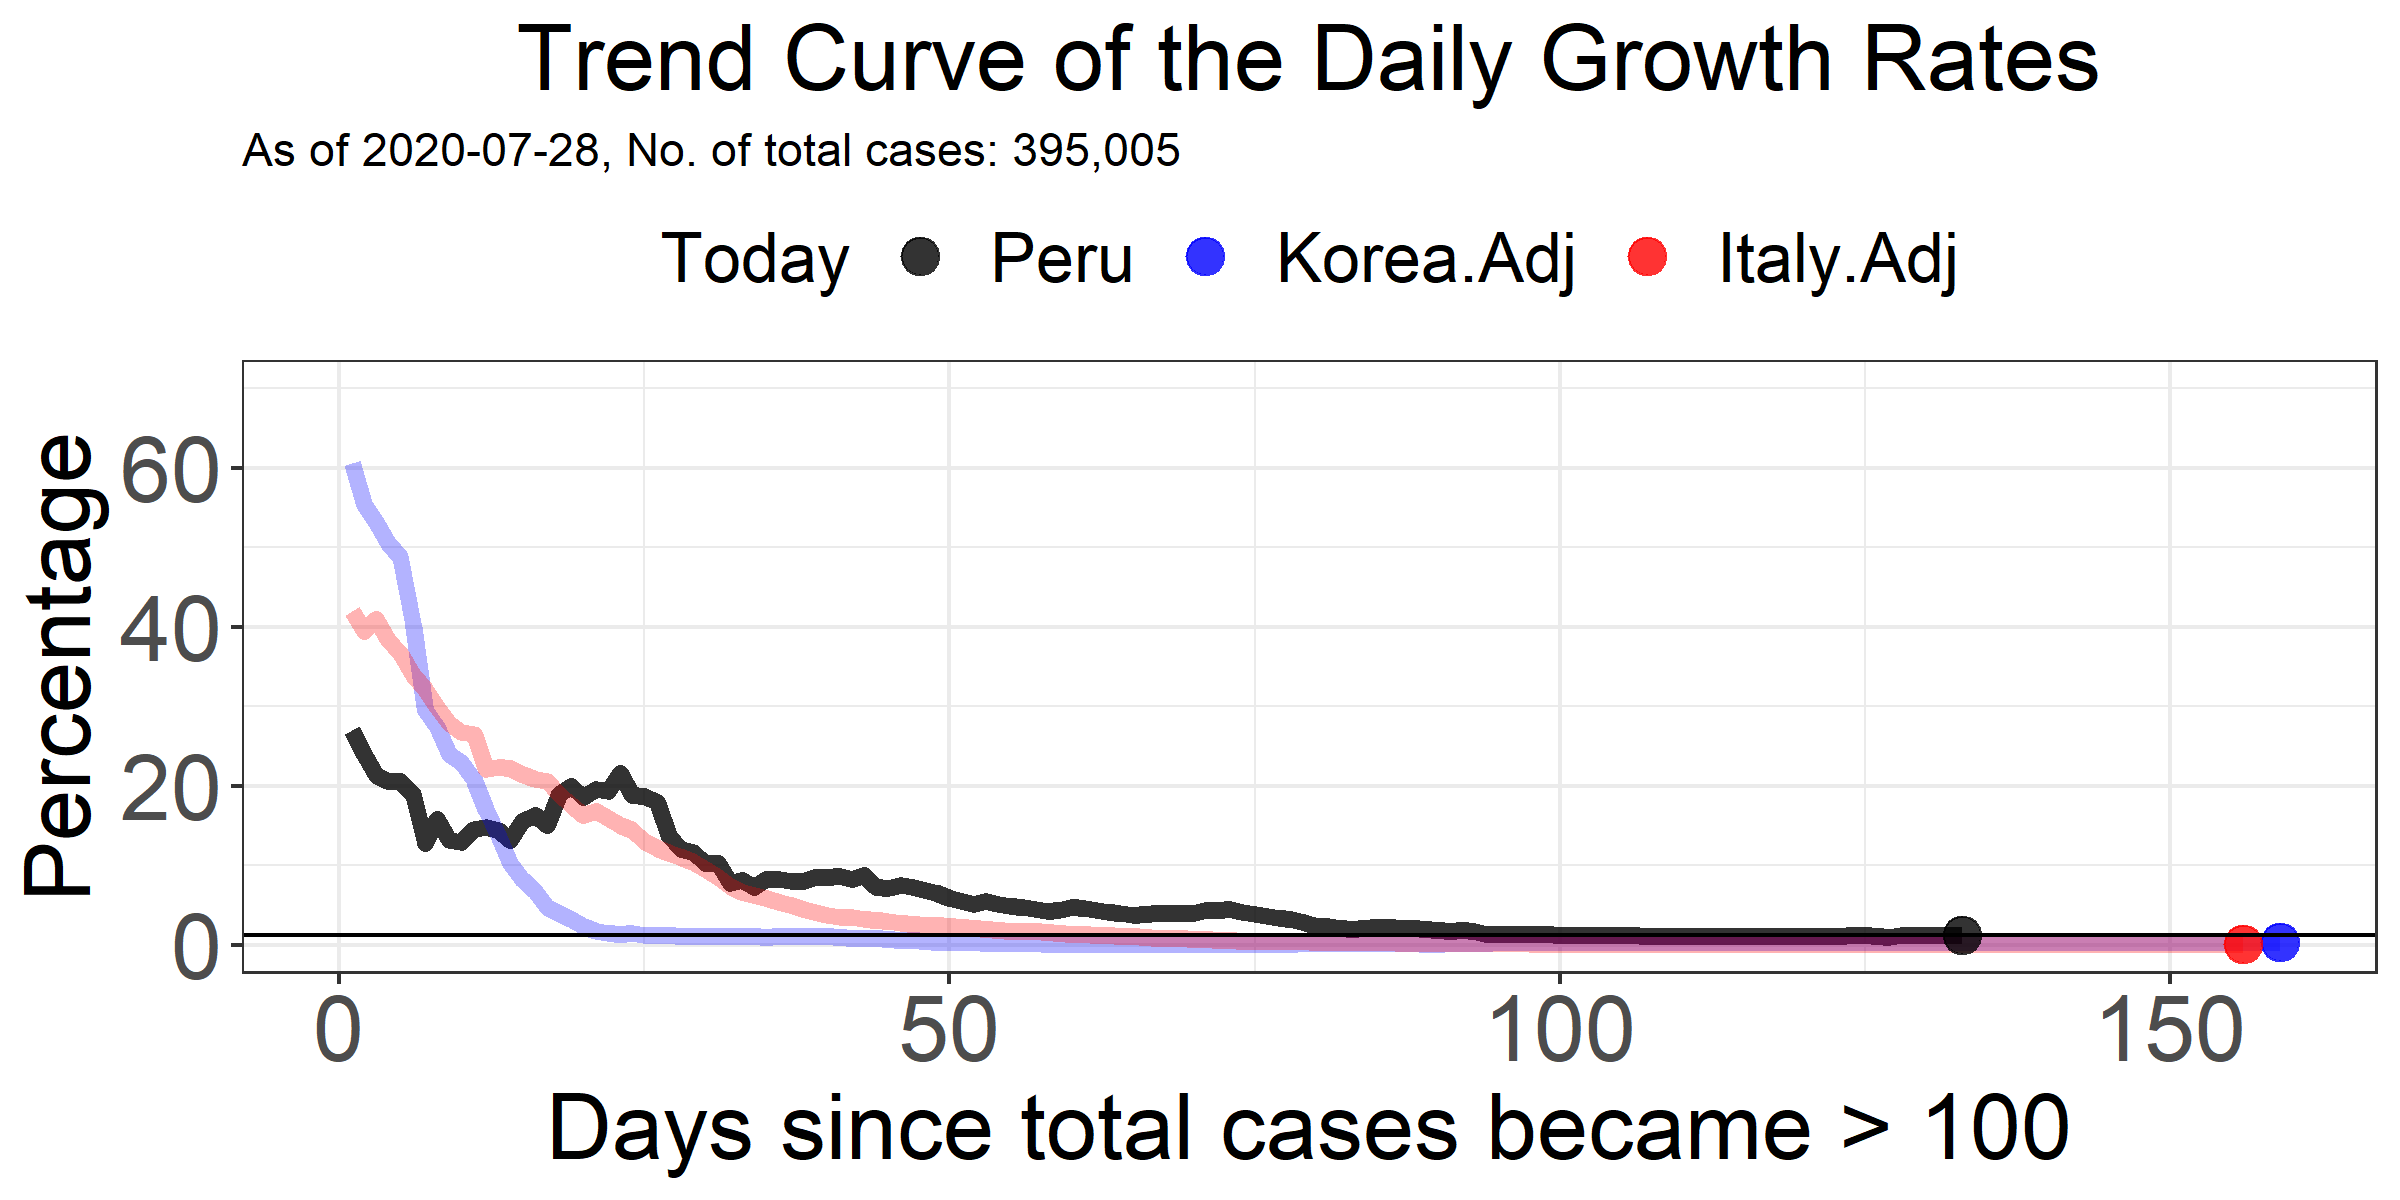 Trend Curve of the Daily Growth Rates
As of 2020-07-28, No. of total cases: 395,005
Today Peru Korea.Adj Italy.Adj
Percentage
60
40
20
0
0 50 100 150
Days since total cases became > 100